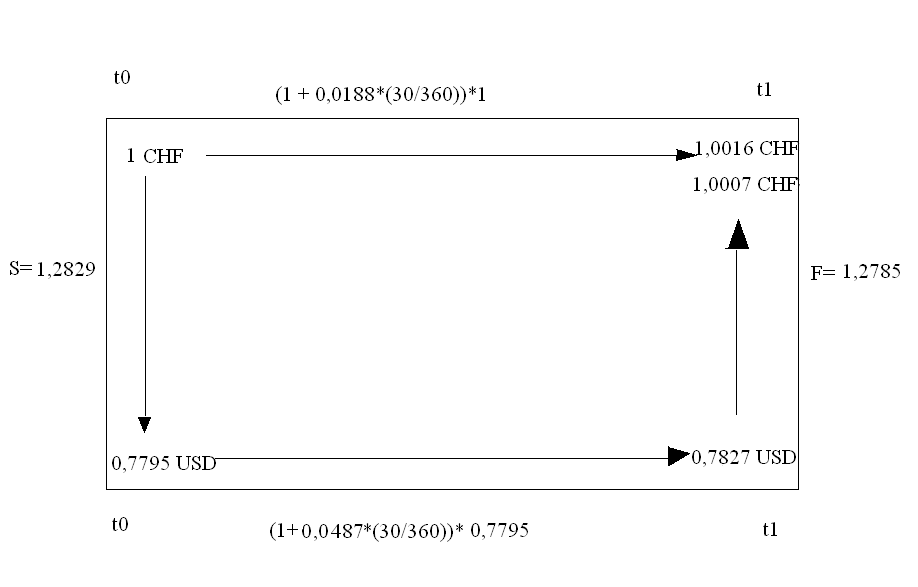 t0
t1
(1 + 0,0188*(30/360))*1
1 CHF
1,0016 CHF
1,0007 CHF
S= 1,2829
F= 1,2785
0,7795 USD
0,7827 USD
t0
(1+0,0487*(30/360))* 0,7795
t1